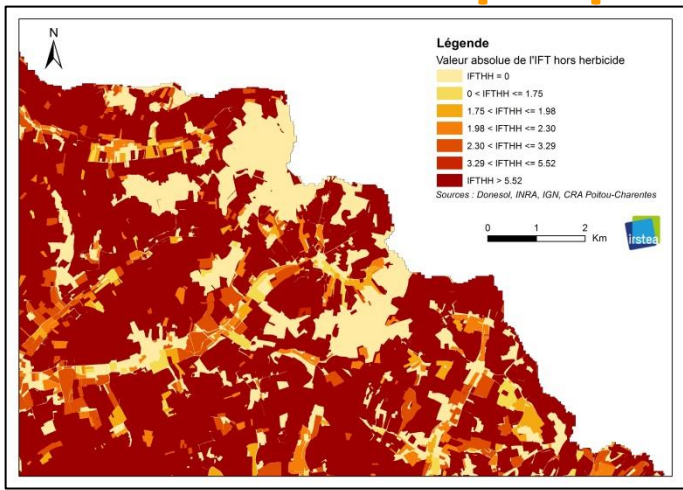 N
Légende
Valeur absolue de l'IFT hors herbicide
IFTHH = 0
0 < IFTHH <= 1.75
1.75 < IFTHH <= 1.98
1.98 < IFTHH <= 2.30
2.30 < IFTHH <= 3.29
3.29 < IFTHH <= 5.52
IFTHH > 5.52
Sources : Donesol, INRA, IGN, CRA Poitou-Charentes
0 1 2
Km
irstea